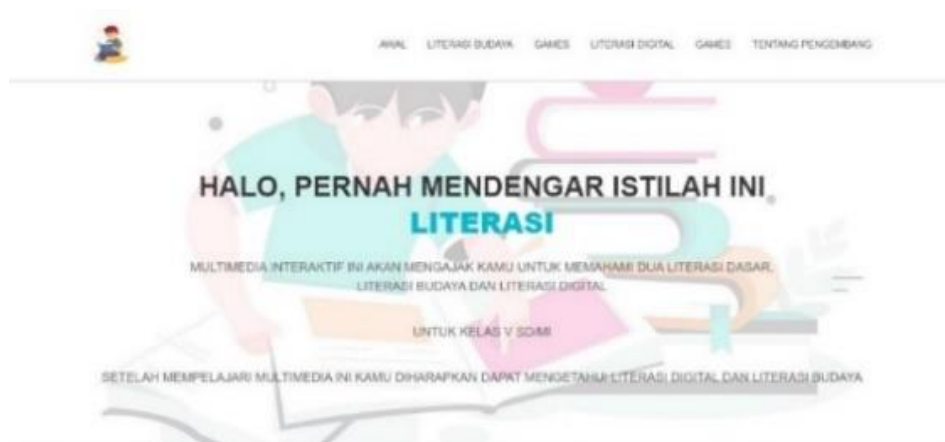 AWAL LITERASI BUDAYA GAMES LITERASI DIGITAL GAMES TENTANG PENGEMBANG
HALO, PERNAH MENDENGAR ISTILAH INI
LITERASI
MULTIMEDIA INTERAKTIF INI AKAN MENGAJAK KAMU UNTUK MEMAHAMI DUA LITERASI DASAR,
LITERASI BUDAYA DAN LITERASI DIGITAL
UNTUK KELAS V SD/MI
SETELAH MEMPELAJARI MULTIMEDIA INI KAMU DIHARAPKAN DAPAT MENGETAHUI LITERASI DIGITAL DAN LITERASI BUDAYA